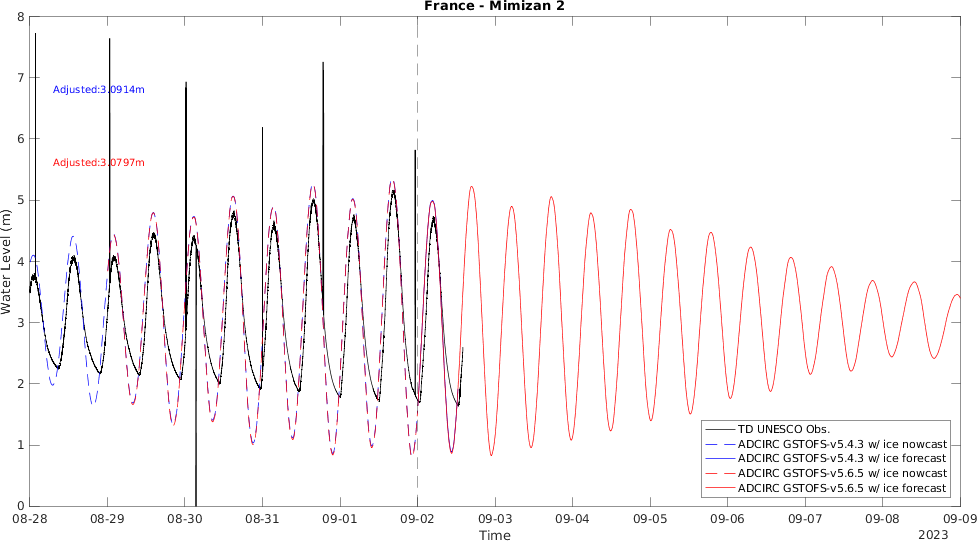 France - Mimizan 2
8
7
6
5
4
3
2
1
0
Water Level (m)
Adjusted:3.0914m
Adjusted:3.0797m
TD UNESCO Obs.
ADCIRC GSTOFS-v5.4.3 w/ ice nowcast
ADCIRC GSTOFS-v5.4.3 w/ ice forecast
ADCIRC GSTOFS-v5.6.5 w/ ice nowcast
ADCIRC GSTOFS-v5.6.5 w/ ice forecast
08-28 08-29 08-30 08-31 09-01 09-02 09-03 09-04 09-05 09-06 09-07 09-08 09-09
Time
2023